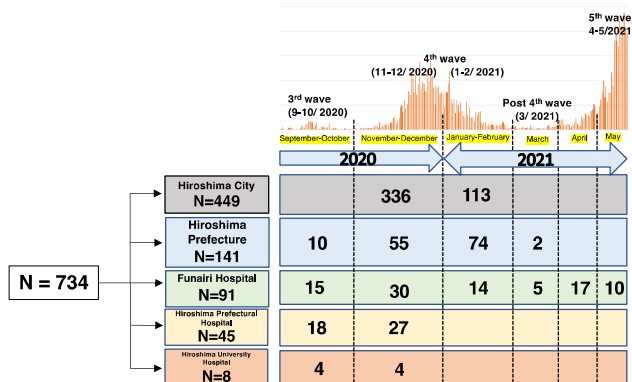 5th wave
4-5/2021
4th wave
(11-12/ 2020) (1-2/ 2021)
3rd wave
(9-10/ 2020)
Post 4th wave
(3/ 2021)
September-October November-December January-February March April May
2020 2021
Hiroshima City
N=449
336 113
Hiroshima
Prefecture
N=141
10 55 74 2
N = 734
Funairi Hospital
N=91
15 30 14 5 17 10
Hiroshima Prefectural
Hospital
N=45
18 27
Hiroshima University
Hospital
N=8
4 4